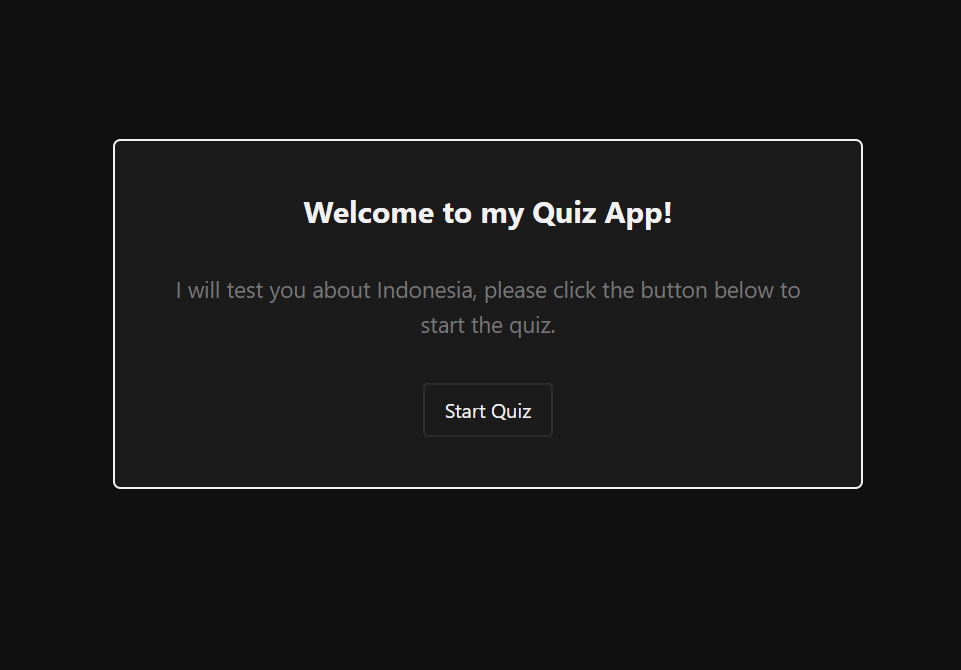 Welcome to my Quiz App!
I will test you about Indonesia, please click the button below to
start the quiz.
Start Quiz